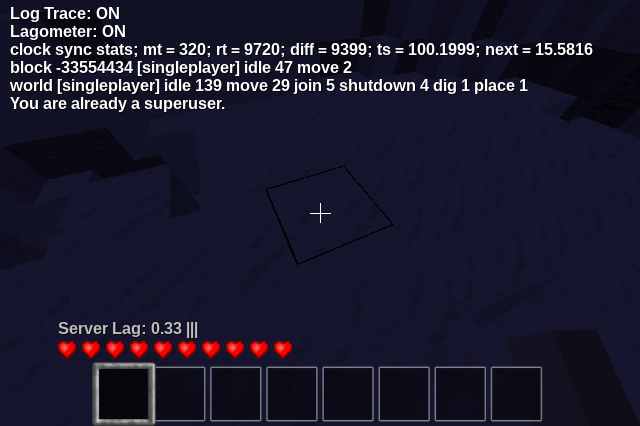 Log Trace: ON
Lagometer: ON
clock sync stats; mt = 320; rt = 9720; diff = 9399; ts = 100.1999; next = 15.5816
block -33554434 [singleplayer] idle 47 move 2
world [singleplayer] idle 139 move 29 join 5 shutdown 4 dig 1 place 1
You are already a superuser.
Server Lag: 0.33 |||